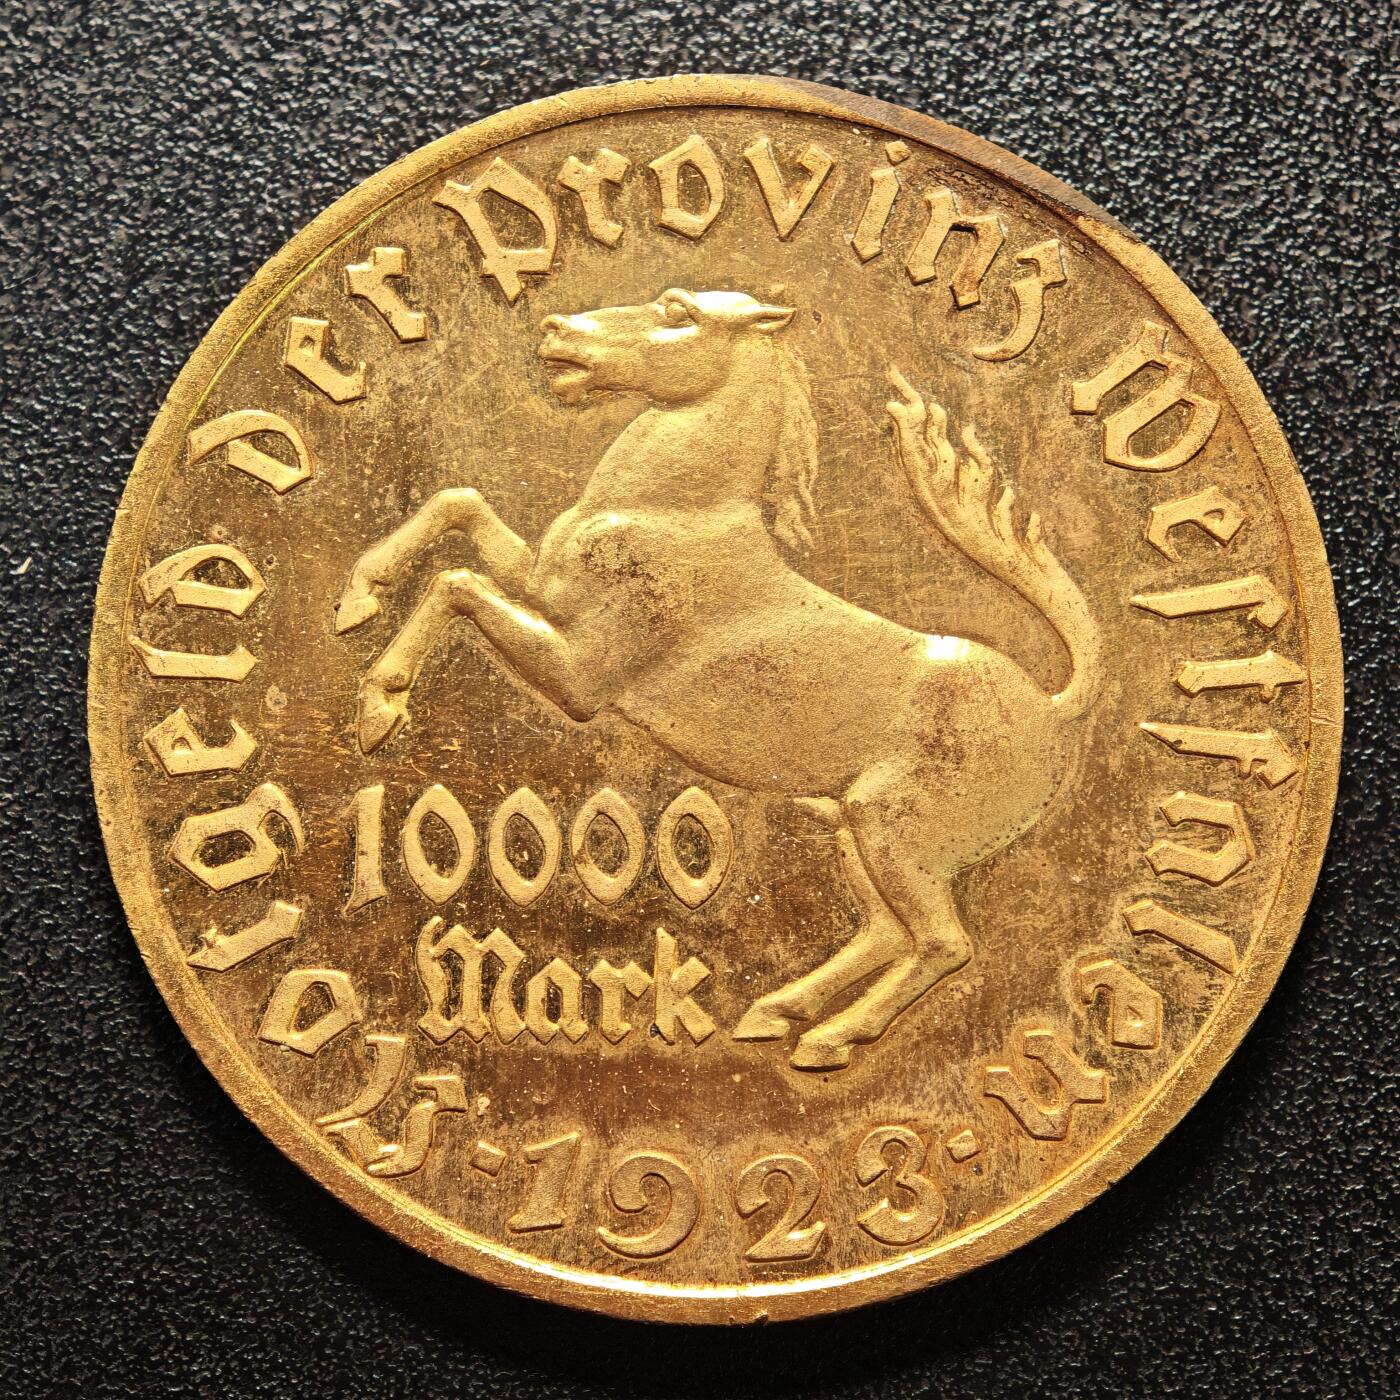 Notgeld der Provinz Westfalen
10000
Mark
·1923·